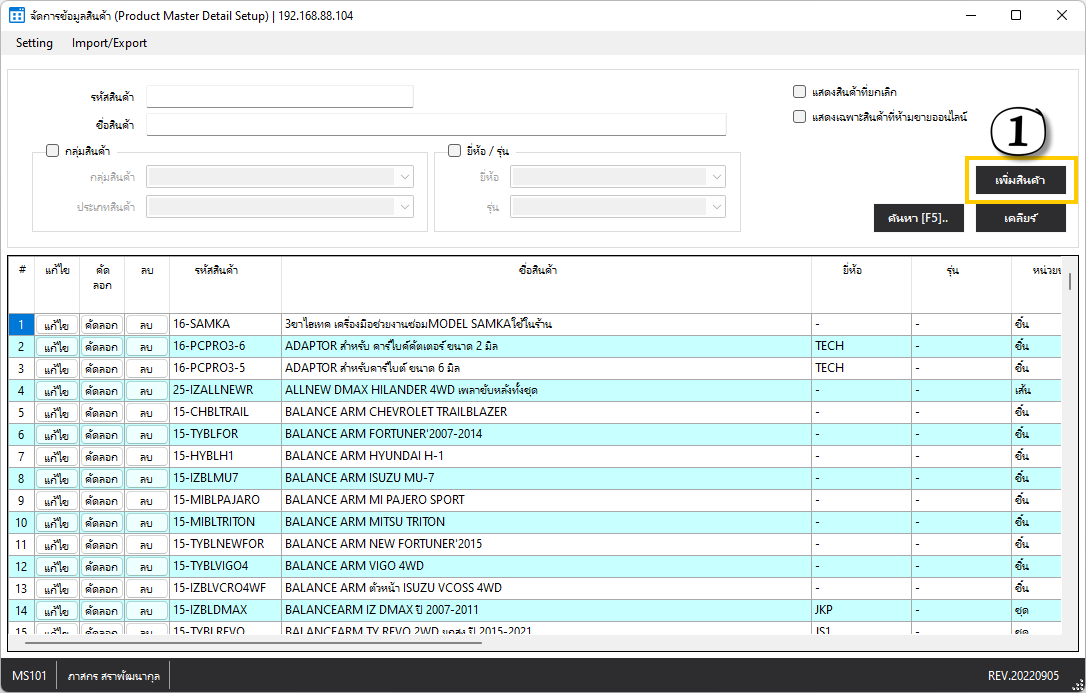 จัดการข้อมูลสินค้า (Product Master Detail Setup) | 192.168.88.104
Setting Import/Export
รหัสสินค้า
ชื่อสินค้า
แสดงสินค้าที่ยกเลิก
แสดงเฉพาะสินค้าที่ห้ามขายออนไลน์
1
กลุ่มสินค้า
กลุ่มสินค้า
ประเภทสินค้า
ยี่ห้อ / รุ่น
ยี่ห้อ
รุ่น
เพิ่มสินค้า
ค้นหา [F5].. เคลียร์
# แก้ไข คัดลอก ลบ รหัสสินค้า ชื่อสินค้า ยี่ห้อ รุ่น
1 แก้ไข คัดลอก ลบ 16-SAMKA 3ขาไฮเทค เครื่องมือช่วยงานซ่อมMODEL SAMKAใช้ในร้าน - - ชิ้น
2 แก้ไข คัดลอก ลบ 16-PCPRO3-6 ADAPTOR สำหรับ คาร์ไบค์คัตเตอร์ ขนาด 2 มิล TECH - ชิ้น
3 แก้ไข คัดลอก ลบ 16-PCPRO3-5 ADAPTOR สำหรับคาร์ไบต์ ขนาด 6 มิล TECH - ชิ้น
4 แก้ไข คัดลอก ลบ 25-IZALLNEWR ALLNEW DMAX HILANDER 4WD เพลาขับหลังทั้งชุด - - เส้น
5 แก้ไข คัดลอก ลบ 15-CHBLTRAIL BALANCE ARM CHEVROLET TRAILBLAZER - - ชิ้น
6 แก้ไข คัดลอก ลบ 15-TYBLFOR BALANCE ARM FORTUNER'2007-2014 - - ชิ้น
7 แก้ไข คัดลอก ลบ 15-HYBLH1 BALANCE ARM HYUNDAI H-1 - - ชิ้น
8 แก้ไข คัดลอก ลบ 15-IZBLMU7 BALANCE ARM ISUZU MU-7 - - ชิ้น
9 แก้ไข คัดลอก ลบ 15-MIBLPAJARO BALANCE ARM MI PAJERO SPORT - - ชิ้น
10 แก้ไข คัดลอก ลบ 15-MIBLTRITON BALANCE ARM MITSU TRITON - - ชิ้น
11 แก้ไข คัดลอก ลบ 15-TYBLNEWFOR BALANCE ARM NEW FORTUNER'2015 - - ชิ้น
12 แก้ไข คัดลอก ลบ 15-TYBLVIGO4 BALANCE ARM VIGO 4WD - - ชิ้น
13 แก้ไข คัดลอก ลบ 15-IZBLVCRO4WF BALANCE ARM ตัวหน้า ISUZU VCOSS 4WD - - ชิ้น
14 แก้ไข คัดลอก ลบ 15-IZBLDMAX BALANCEARM IZ DMAX ปี 2007-2011 JKP - ชุด
15 แก้ไข คัดลอก ลบ 15-TYBLREVO BALANCEARM TY REVO 2WD ยกสูง ปี 2015-2021 JS1 - ชุด
MS101 ภาสกร สราพัฒนากุล REV.20220905